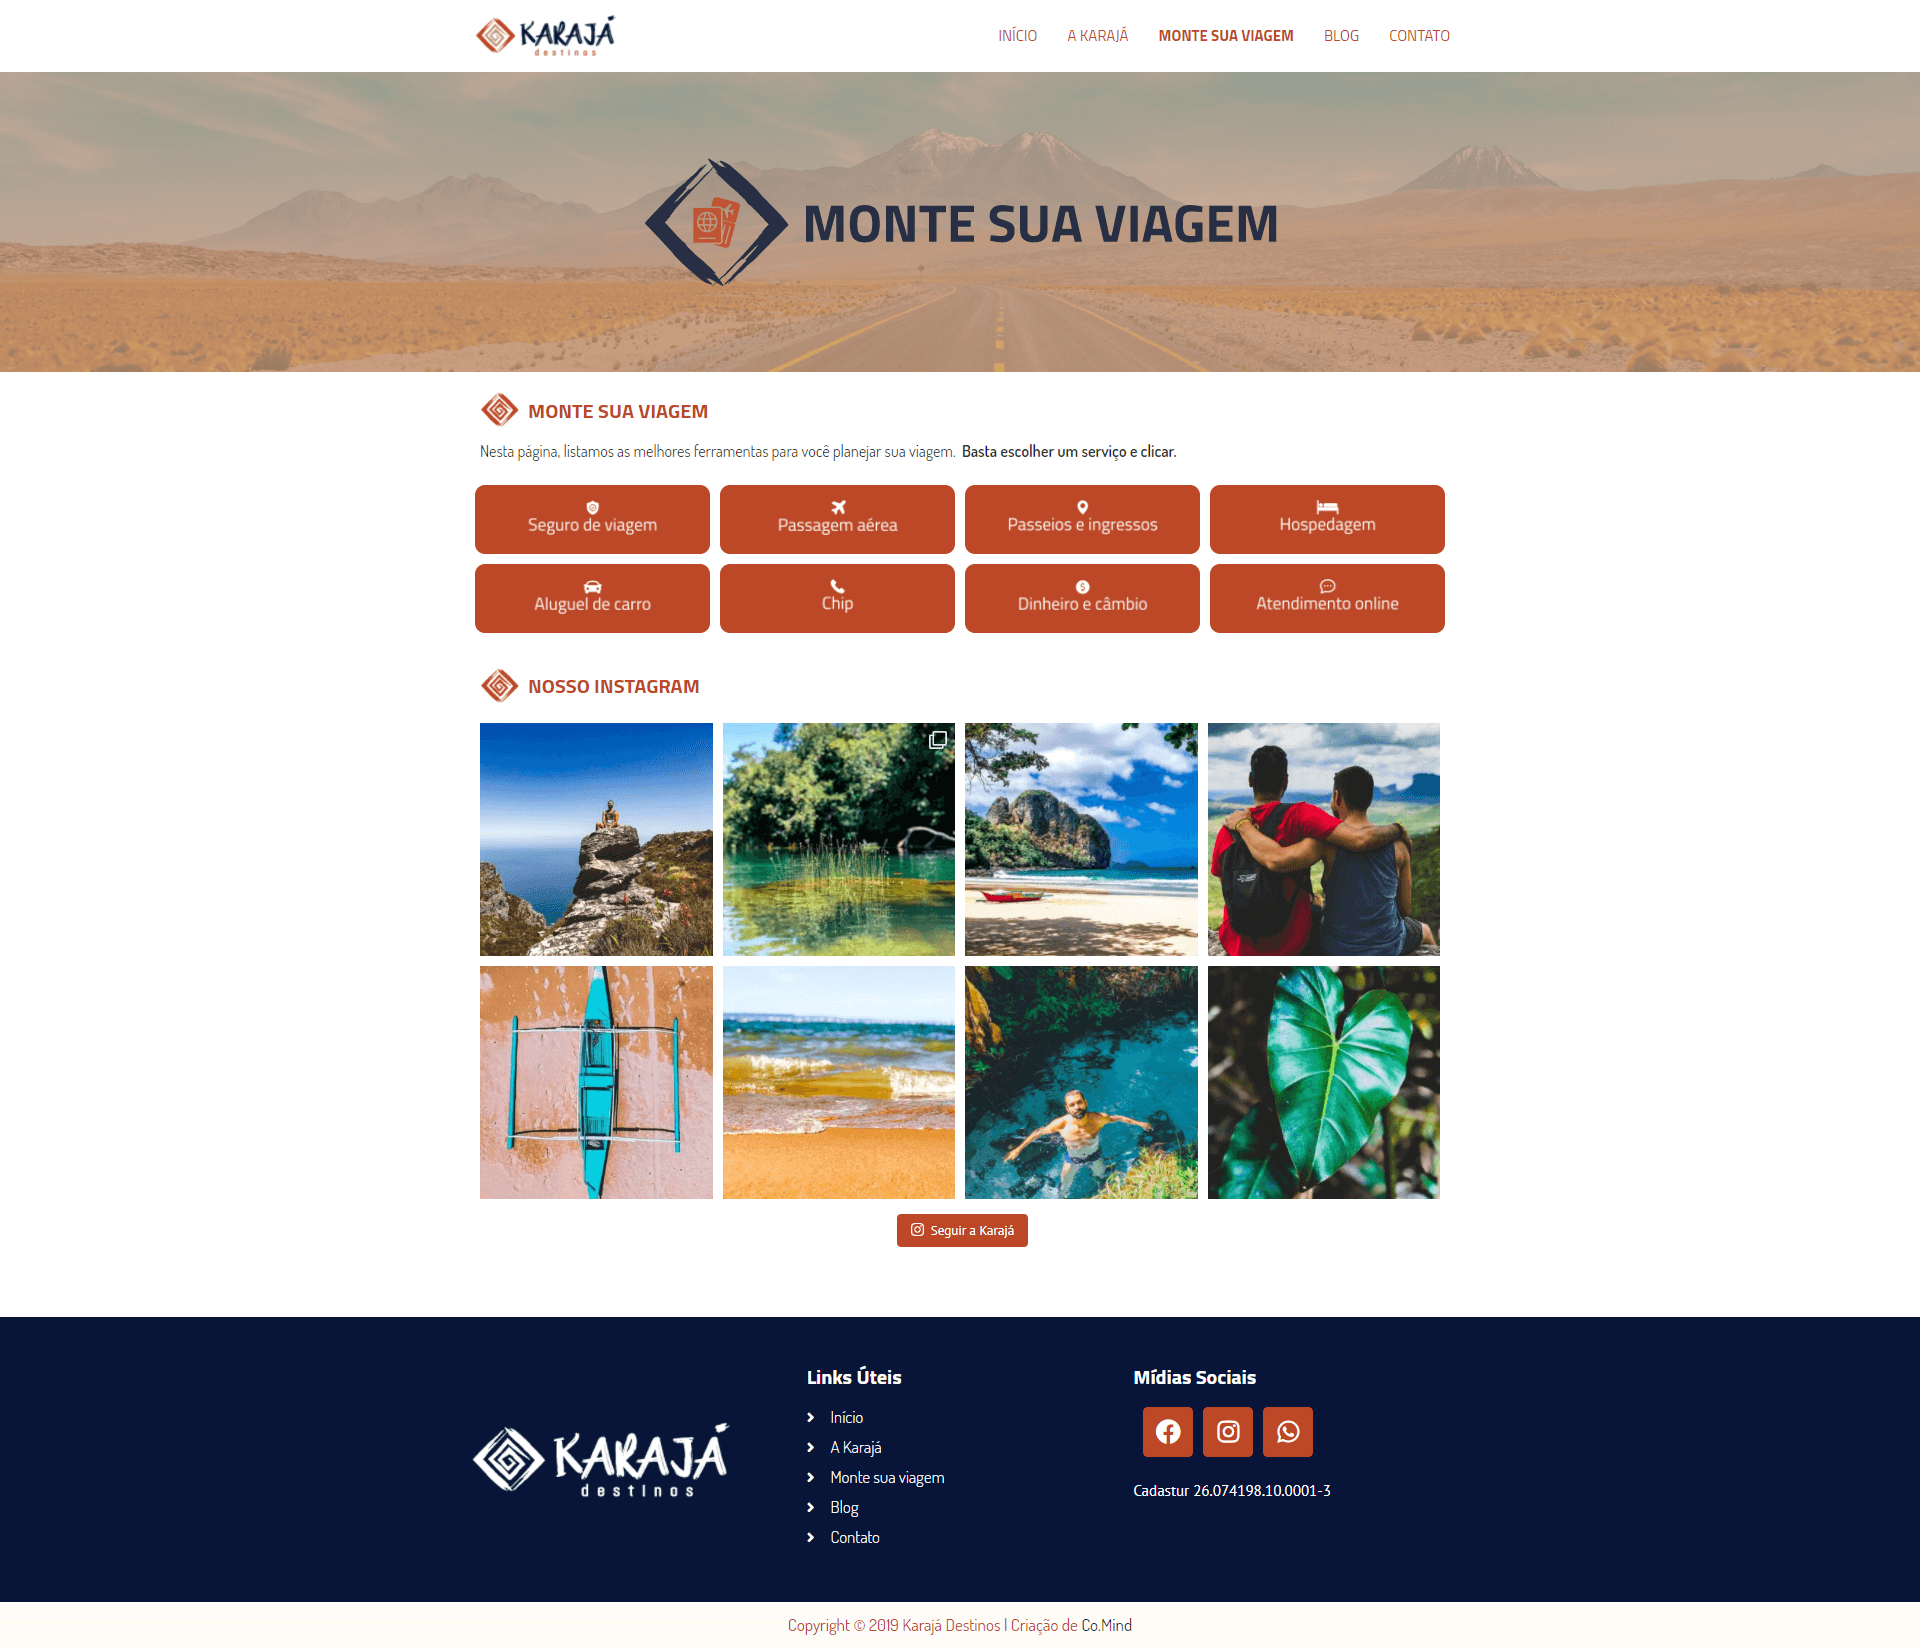 KARAJÁ
destinos
INÍCIO A KARAJÁ MONTE SUA VIAGEM BLOG CONTATO
MONTE SUA VIAGEM
MONTE SUA VIAGEM
Nesta página, listamos as melhores ferramentas para você planejar sua viagem. Basta escolher um serviço e clicar.
Seguro de viagem
Passagem aérea
Passeios e ingressos
Hospedagem
Aluguel de carro
Chip
Dinheiro e câmbio
Atendimento online
NOSSO INSTAGRAM
Seguir a Karajá
KARAJÁ
destinos
Links Úteis
Início
A Karajá
Monte sua viagem
Blog
Contato
Mídias Sociais
Cadastur 26.074198.10.0001-3
Copyright © 2019 Karajá Destinos | Criação de Co.Mind